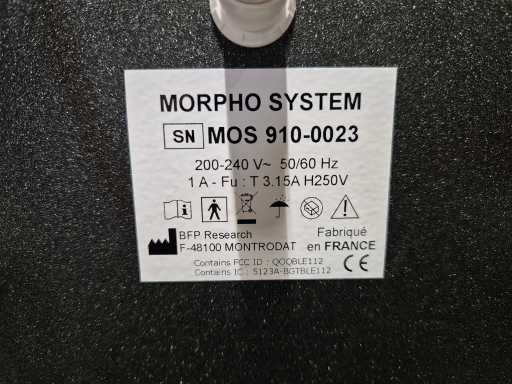 MORPHO SYSTEM
SN MOS 910-0023
200-240 V~ 50/60 Hz
1 A - Fu : T 3.15A H250V
BFP Research
F-48100 MONTRODAT
Fabriqué
en FRANCE
Contains FCC ID : QOQBLE112
Contains IC : 5123A-BGTBLE112
CE